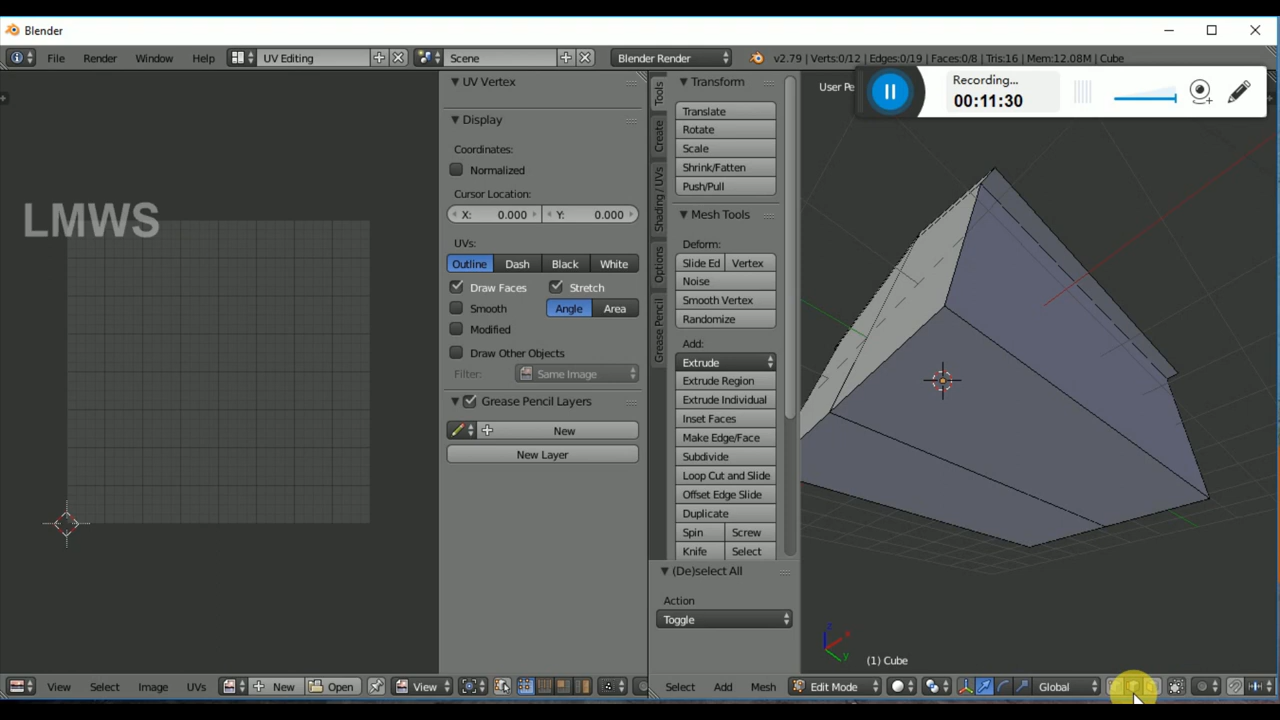 Blender
File Render Window Help UV Editing Scene Blender Render v2.79 | Verts:0/12 | Edges:0/19 | Faces:0/8 | Tris:16 | Mem:12.08M | Cube
Recording...
00:11:30
User Pe
LMWS
UV Vertex
Display
Coordinates:
Normalized
Cursor Location:
X: 0.000 Y: 0.000
UVs:
Outline Dash Black White
Draw Faces Stretch
Smooth Angle Area
Modified
Draw Other Objects
Filter: Same Image
Grease Pencil Layers
New
New Layer
Tools
Create
Shading / UVs
Options
Grease Pencil
Transform
Translate
Rotate
Scale
Shrink/Fatten
Push/Pull
Mesh Tools
Deform:
Slide Ed Vertex
Noise
Smooth Vertex
Randomize
Add:
Extrude
Extrude Region
Extrude Individual
Inset Faces
Make Edge/Face
Subdivide
Loop Cut and Slide
Offset Edge Slide
Duplicate
Spin Screw
Knife Select
(De)select All
Action
Toggle
(1) Cube
View Select Image UVs New Open View
Select Add Mesh Edit Mode Global